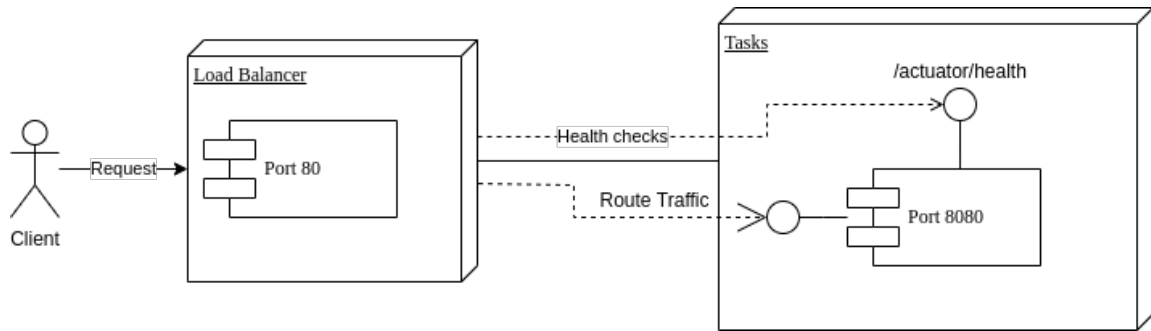 Tasks
Load Balancer
/actuator/health
Health checks
Request
Port 80
Route Traffic
Port 8080
Client